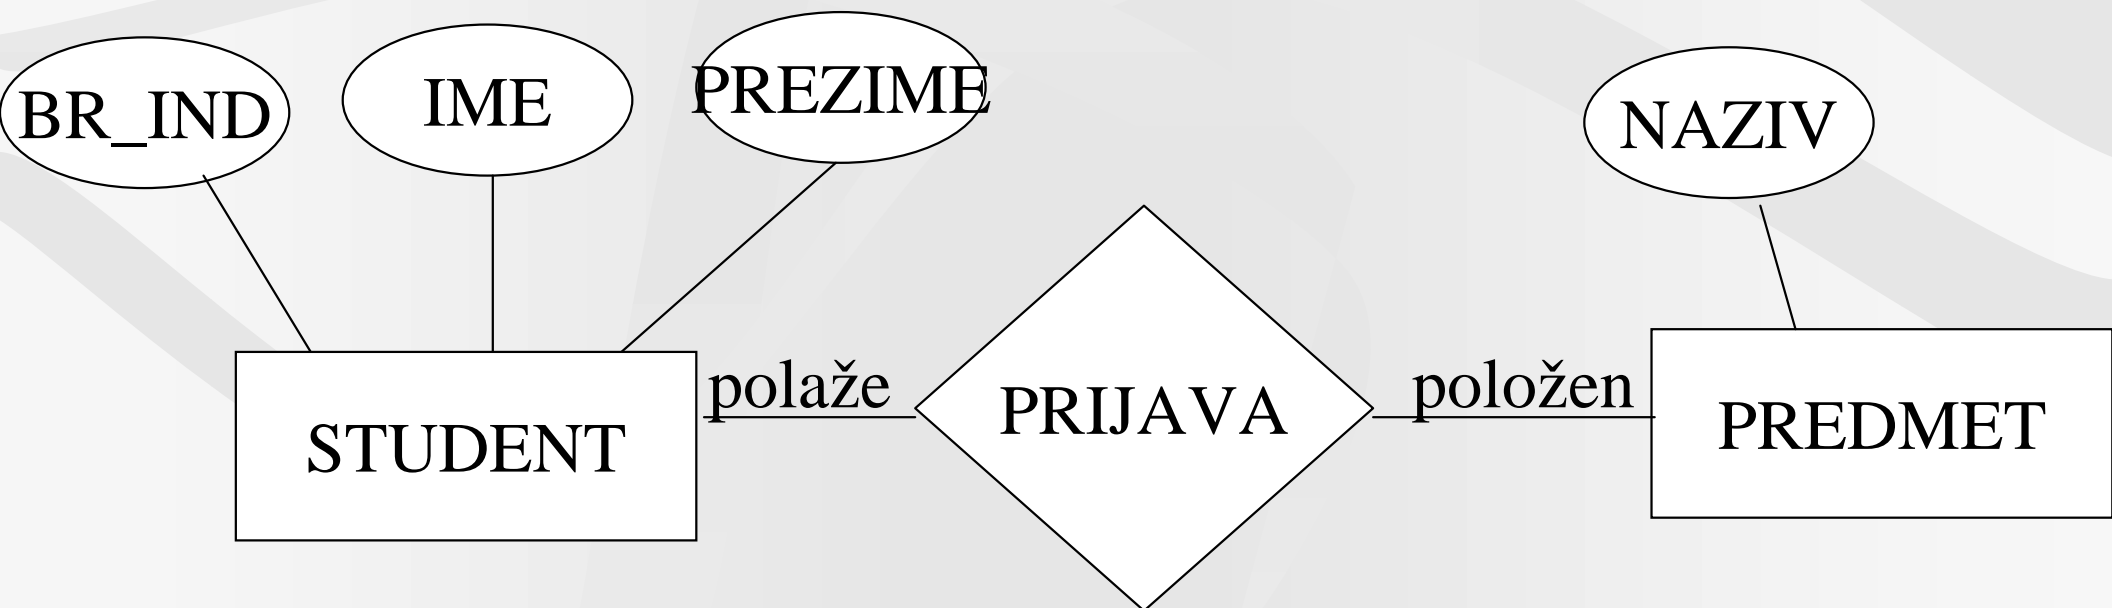 BR_IND
IME
PREZIME
NAZIV
STUDENT
polaže
PRIJAVA
položen
PREDMET